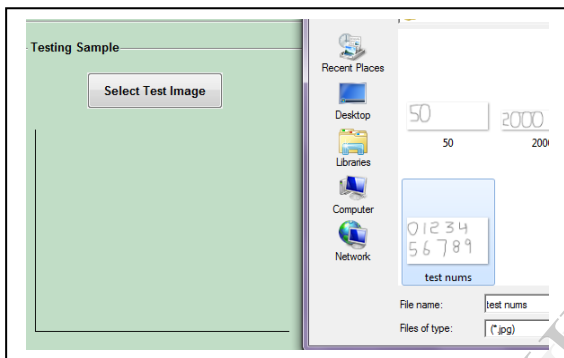 Testing Sample
Select Test Image
Recent Places
Desktop
Libraries
Computer
Network
50
50
2000
01234
56789
test nums
File name:
test nums
Files of type:
(*.jpg)